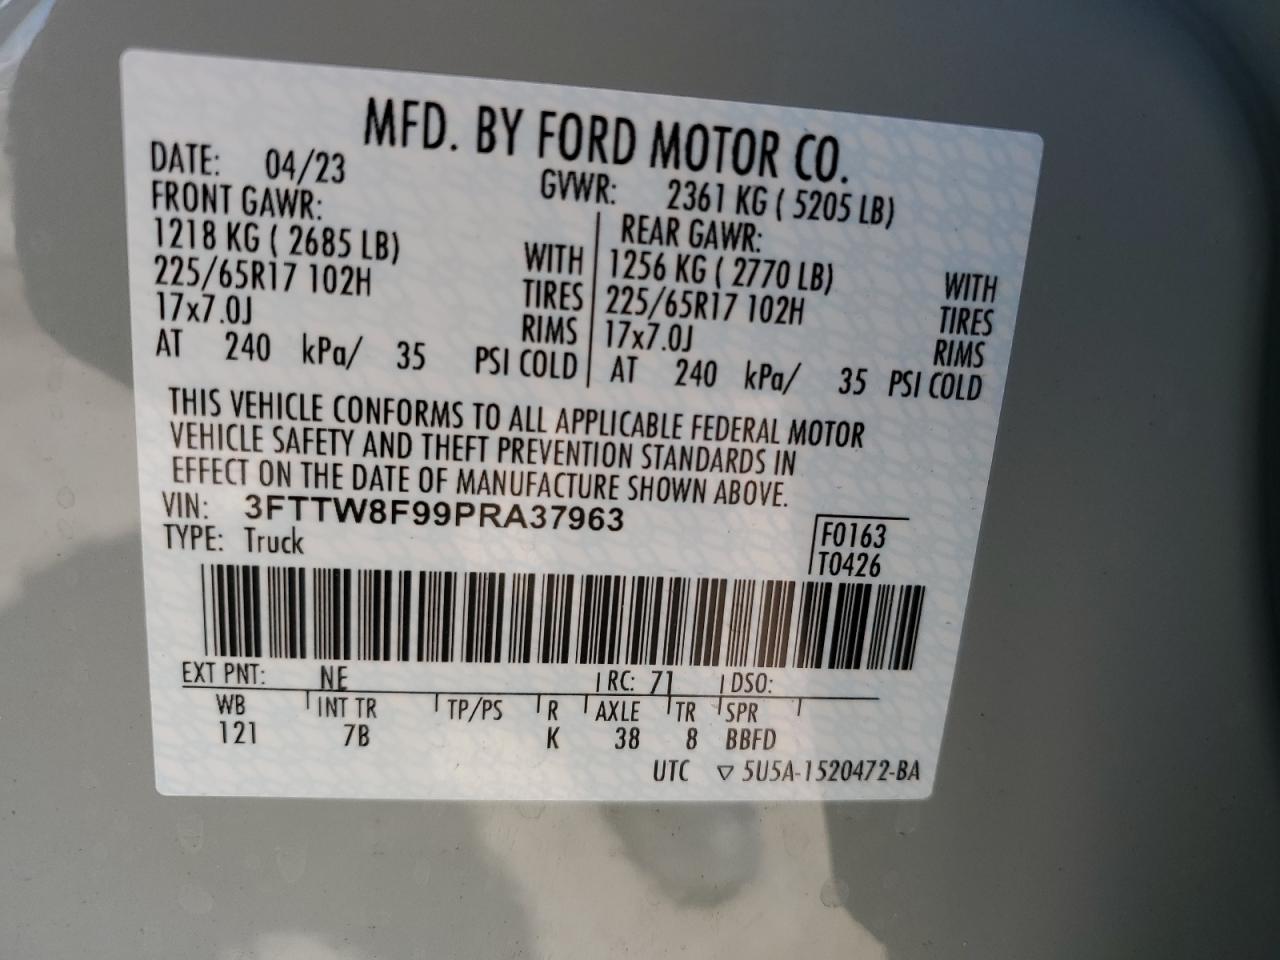 MFD. BY FORD MOTOR CO.
DATE: 04/23 GVWR: 2361 KG ( 5205 LB)
FRONT GAWR: REAR GAWR:
1218 KG ( 2685 LB) WITH 1256 KG ( 2770 LB) WITH
225/65R17 102H TIRES 225/65R17 102H TIRES
17x7.0J RIMS 17x7.0J RIMS
AT 240 kPa/ 35 PSI COLD AT 240 kPa/ 35 PSI COLD
THIS VEHICLE CONFORMS TO ALL APPLICABLE FEDERAL MOTOR
VEHICLE SAFETY AND THEFT PREVENTION STANDARDS IN
EFFECT ON THE DATE OF MANUFACTURE SHOWN ABOVE.
VIN: 3FTTW8F99PRA37963
TYPE: Truck
F0163
T0426
EXT PNT: NE RC: 71 DSO:
WB INT TR TP/PS R AXLE TR SPR
121 7B K 38 8 BBFD
UTC ▽ 5U5A-1520472-BA